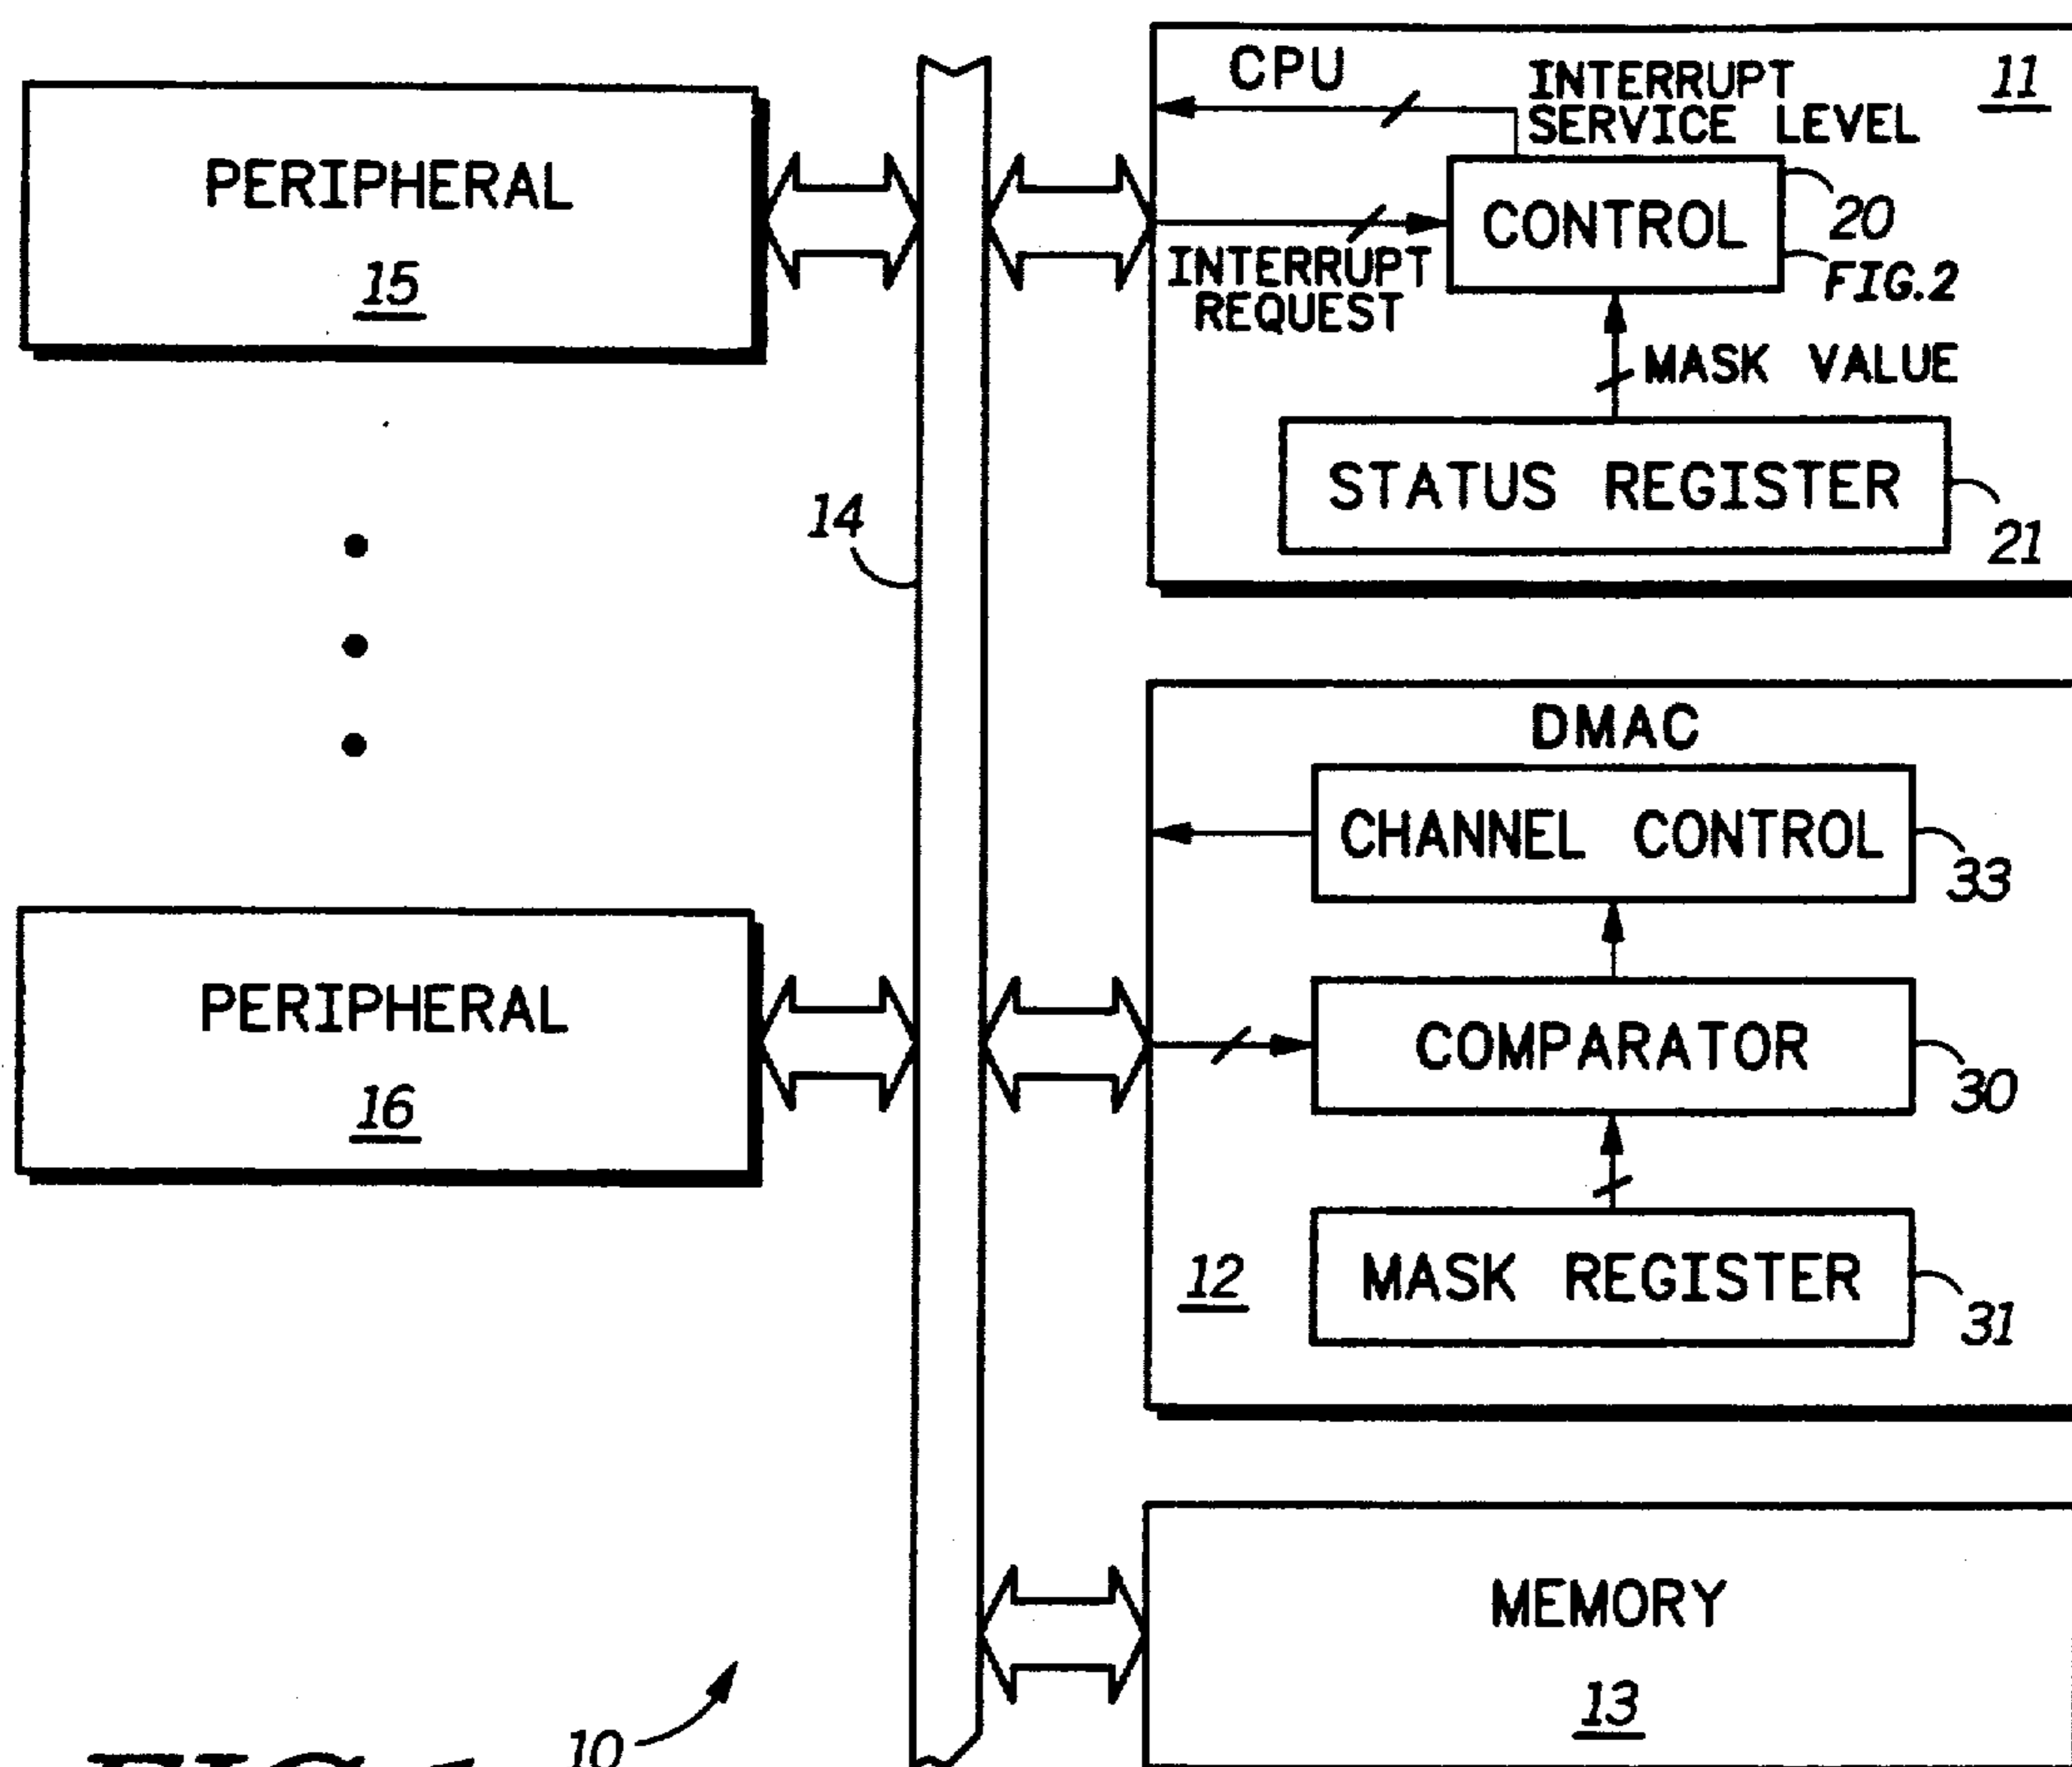 PERIPHERAL
15
PERIPHERAL
16
14
CPU
INTERRUPT
SERVICE LEVEL
11
CONTROL
20
FIG.2
INTERRUPT
REQUEST
MASK VALUE
STATUS REGISTER
21
DMAC
CHANNEL CONTROL
33
COMPARATOR
30
12
MASK REGISTER
31
MEMORY
13
10